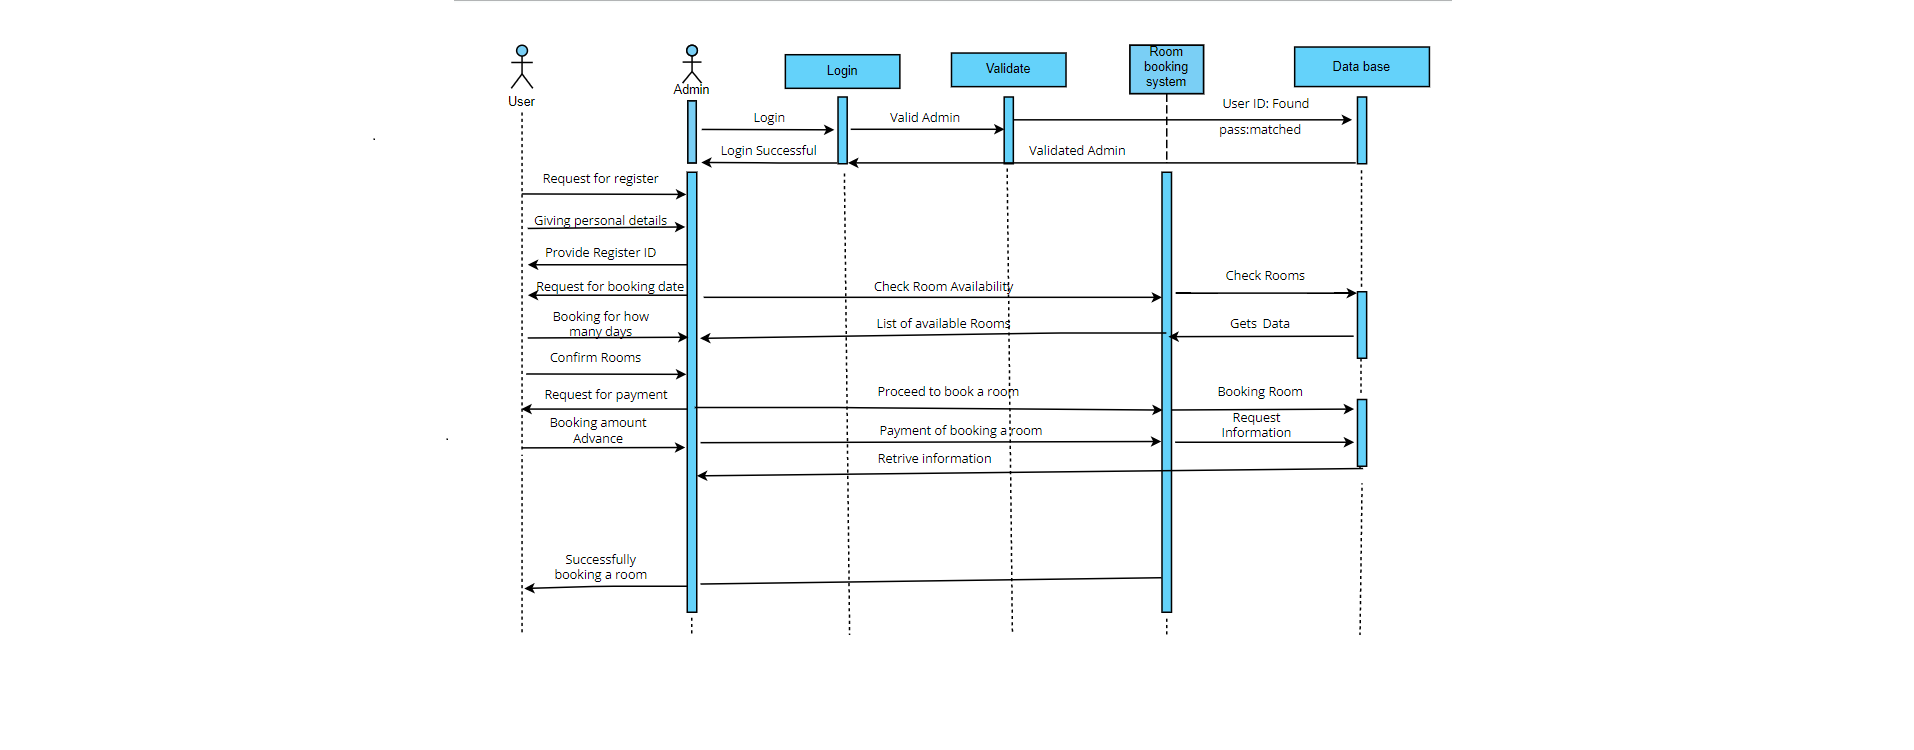 User
Admin
Login
Validate
Room
booking
system
Data base
Login
Valid Admin
User ID: Found
pass:matched
Login Successful
Validated Admin
Request for register
Giving personal details
Provide Register ID
Request for booking date
Check Room Availability
Check Rooms
Booking for how
many days
List of available Rooms
Gets Data
Confirm Rooms
Request for payment
Proceed to book a room
Booking Room
Booking amount
Advance
Payment of booking a room
Request
Information
Retrive information
Successfully
booking a room